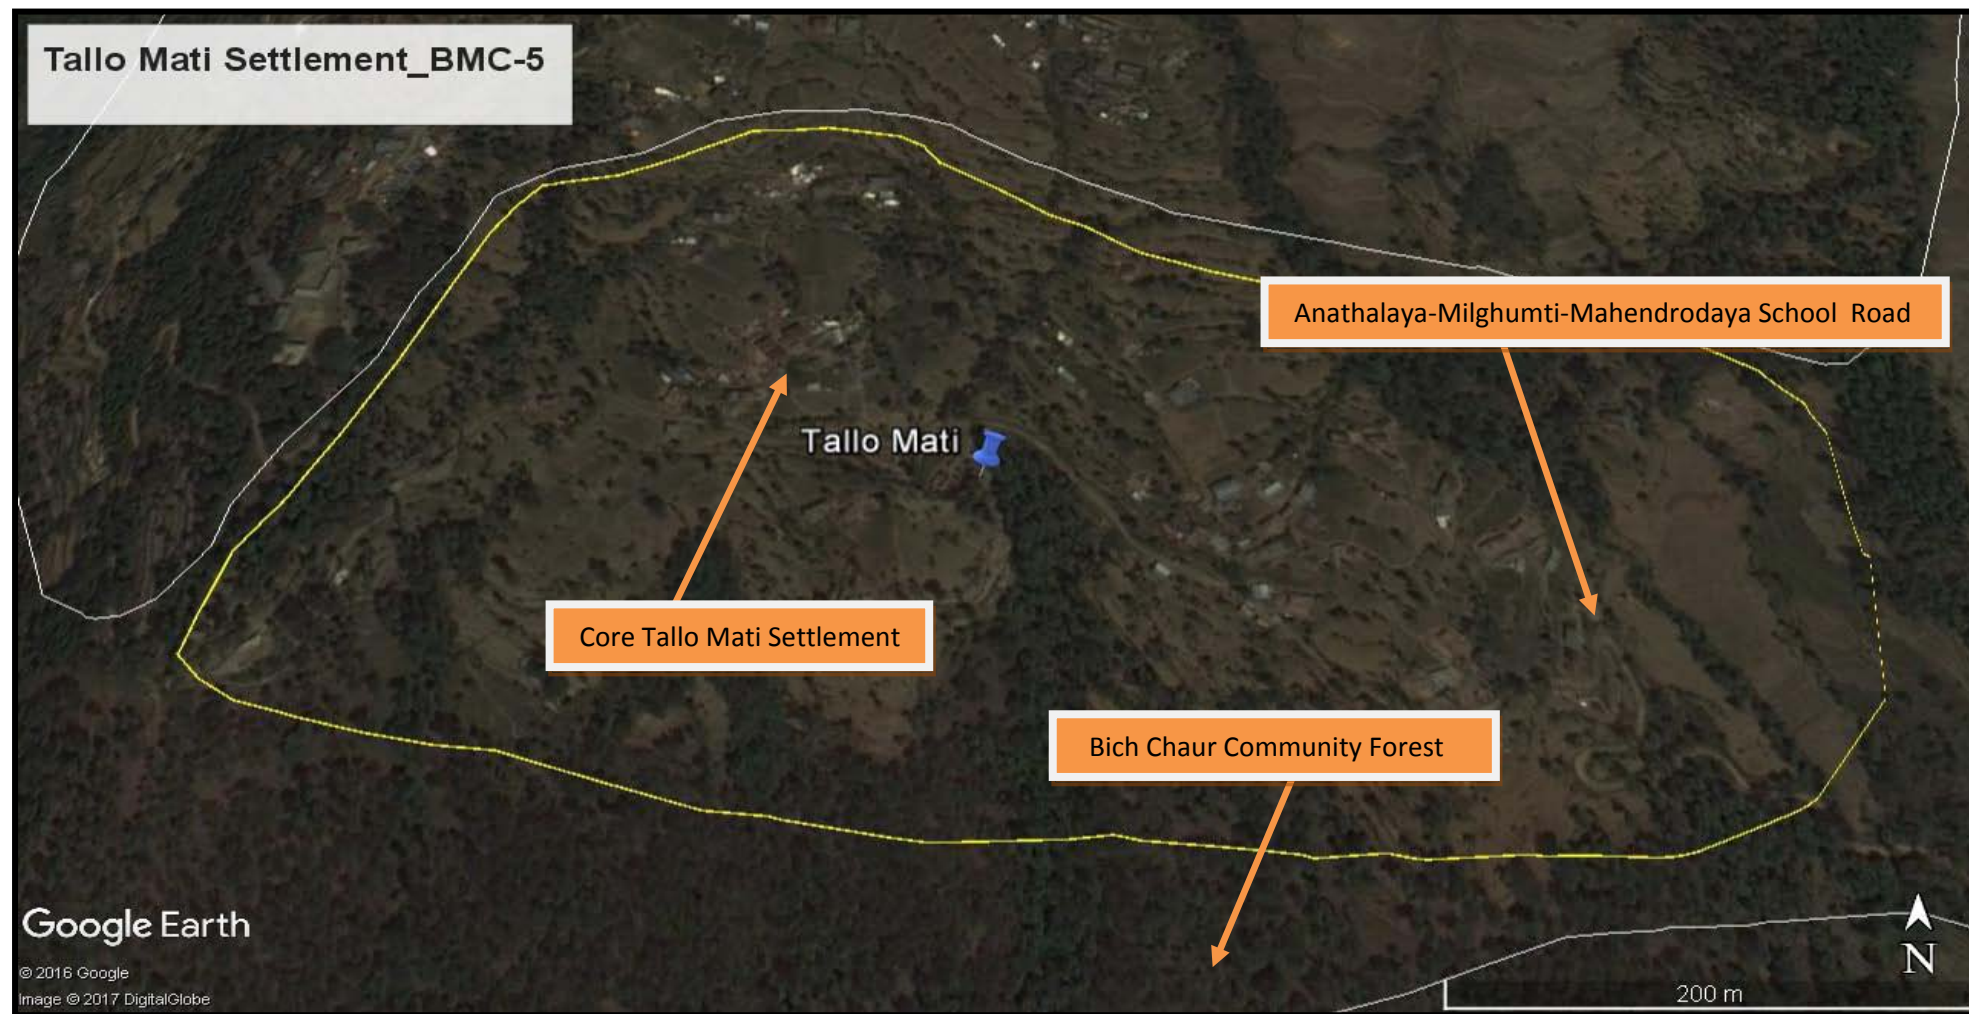 Tallo Mati Settlement_BMC-5
Anathalaya-Milghumti-Mahendrodaya School Road
Tallo Mati
Core Tallo Mati Settlement
Bich Chaur Community Forest
Google Earth
© 2016 Google
Image © 2017 DigitalGlobe
N
200 m